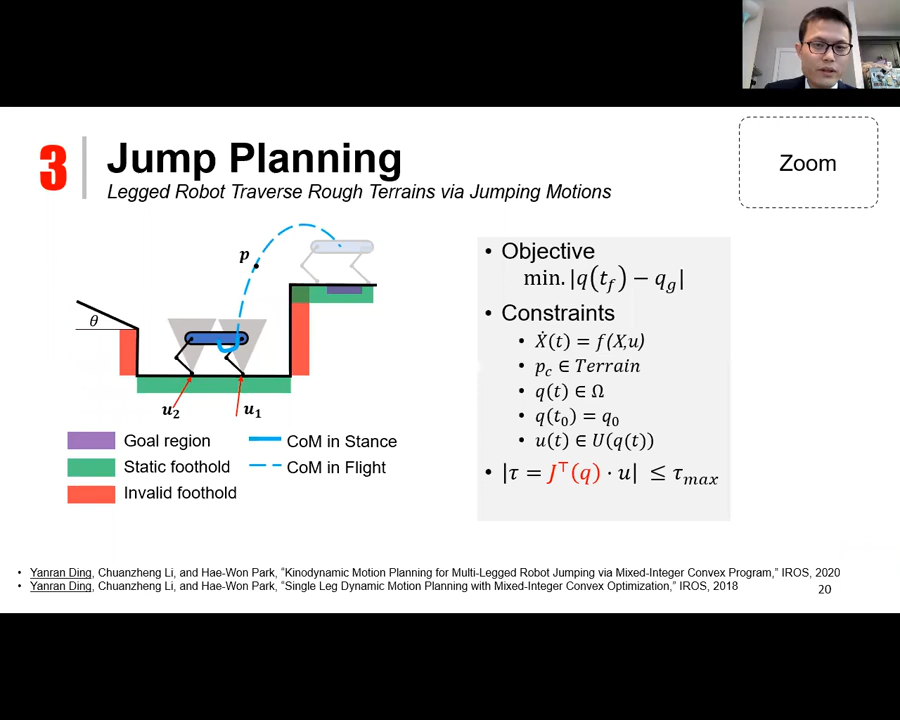 3
Jump Planning
Legged Robot Traverse Rough Terrains via Jumping Motions
Zoom
p
θ
u₂
u₁
Goal region
Static foothold
Invalid foothold
CoM in Stance
CoM in Flight
• Objective
min. |q(t_f) − q_g|
• Constraints
• Ẋ(t) = f(X,u)
• p_c ∈ Terrain
• q(t) ∈ Ω
• q(t₀) = q₀
• u(t) ∈ U(q(t))
• |τ = J⊤(q) · u| ≤ τ_max
• Yanran Ding, Chuanzheng Li, and Hae-Won Park, “Kinodynamic Motion Planning for Multi-Legged Robot Jumping via Mixed-Integer Convex Program,” IROS, 2020
• Yanran Ding, Chuanzheng Li, and Hae-Won Park, “Single Leg Dynamic Motion Planning with Mixed-Integer Convex Optimization,” IROS, 2018
20